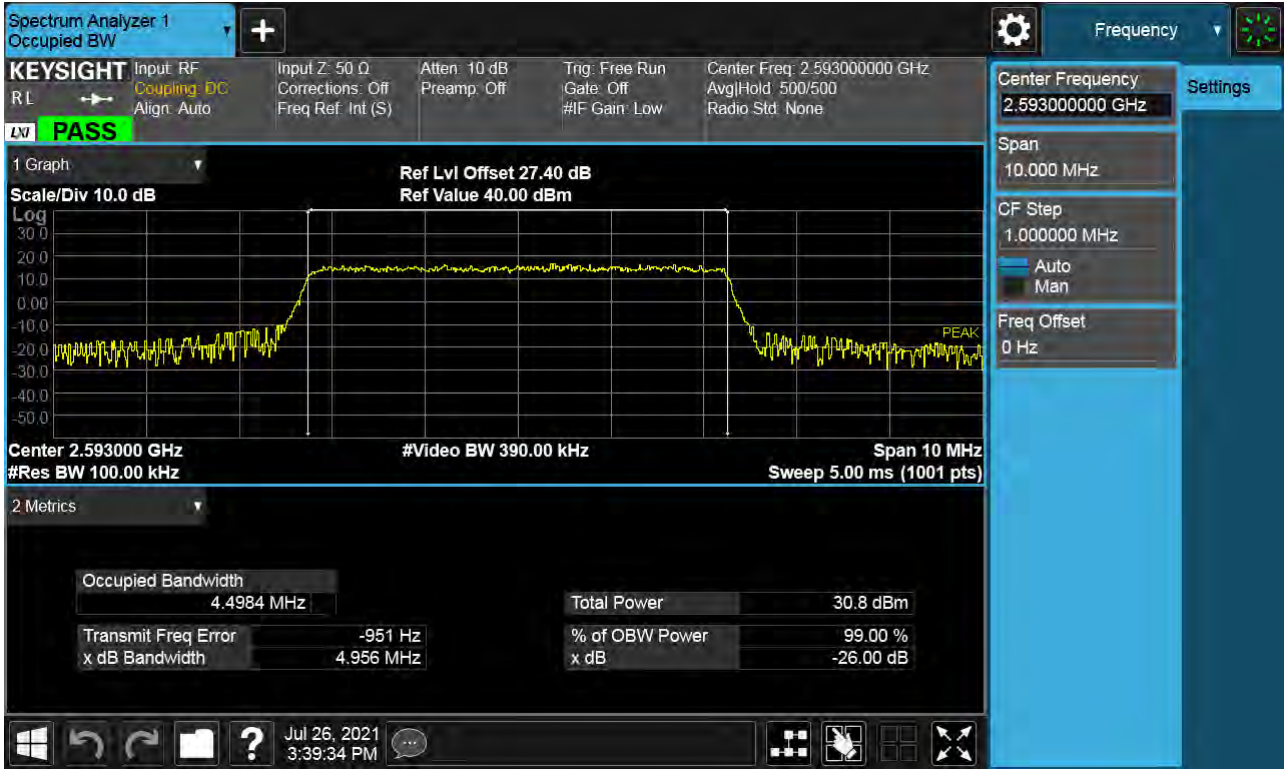 Spectrum Analyzer 1
Occupied BW
Frequency
KEYSIGHT
R L
LXI
PASS
Input: RF
Coupling: DC
Align: Auto
Input Z: 50 Ω
Corrections: Off
Freq Ref: Int (S)
Atten: 10 dB
Preamp: Off
Trig: Free Run
Gate: Off
#IF Gain: Low
Center Freq: 2.593000000 GHz
Avg|Hold: 500/500
Radio Std: None
Center Frequency
2.593000000 GHz
Settings
Span
10.000 MHz
CF Step
1.000000 MHz
Auto
Man
Freq Offset
0 Hz
1 Graph
Scale/Div 10.0 dB
Ref Lvl Offset 27.40 dB
Ref Value 40.00 dBm
Log
30.0
20.0
10.0
0.00
-10.0
-20.0
-30.0
-40.0
-50.0
PEAK
Center 2.593000 GHz
#Video BW 390.00 kHz
Span 10 MHz
#Res BW 100.00 kHz
Sweep 5.00 ms (1001 pts)
2 Metrics
Occupied Bandwidth
4.4984 MHz
Total Power 30.8 dBm
Transmit Freq Error -951 Hz
% of OBW Power 99.00 %
x dB Bandwidth 4.956 MHz
x dB -26.00 dB
?
Jul 26, 2021
3:39:34 PM